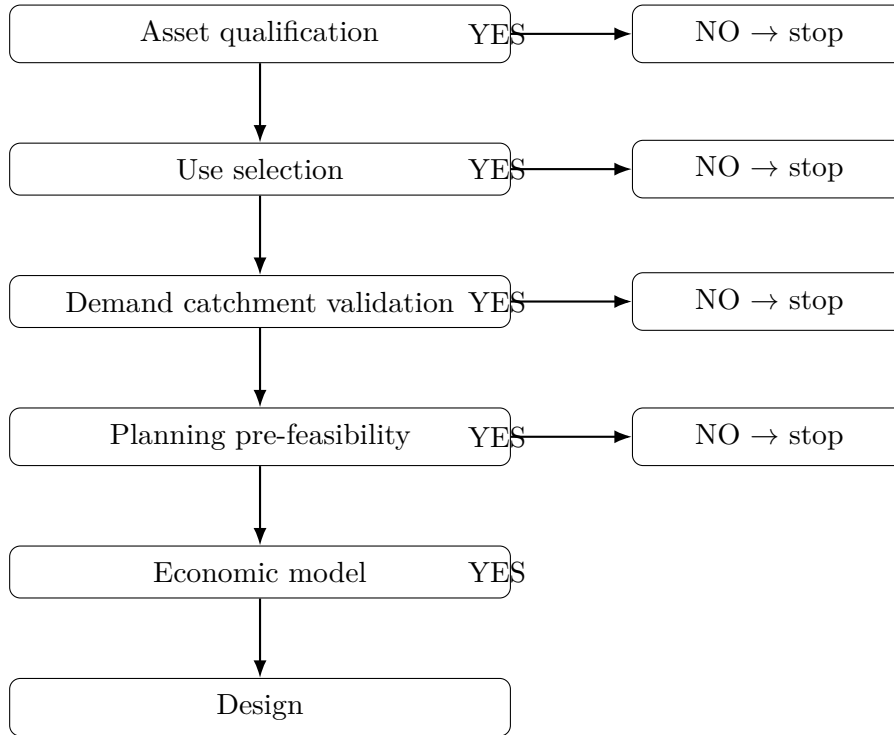 Asset qualification YES NO → stop
Use selection YES NO → stop
Demand catchment validation YES NO → stop
Planning pre-feasibility YES NO → stop
Economic model YES
Design